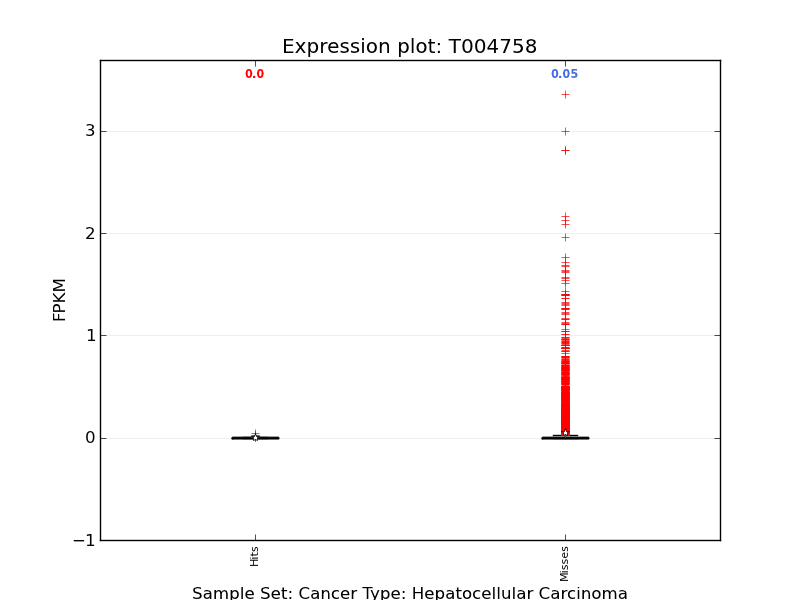 Expression plot: T004758
0.0
0.05
3
2
1
0
−1
FPKM
Hits
Misses
Sample Set: Cancer Type: Hepatocellular Carcinoma